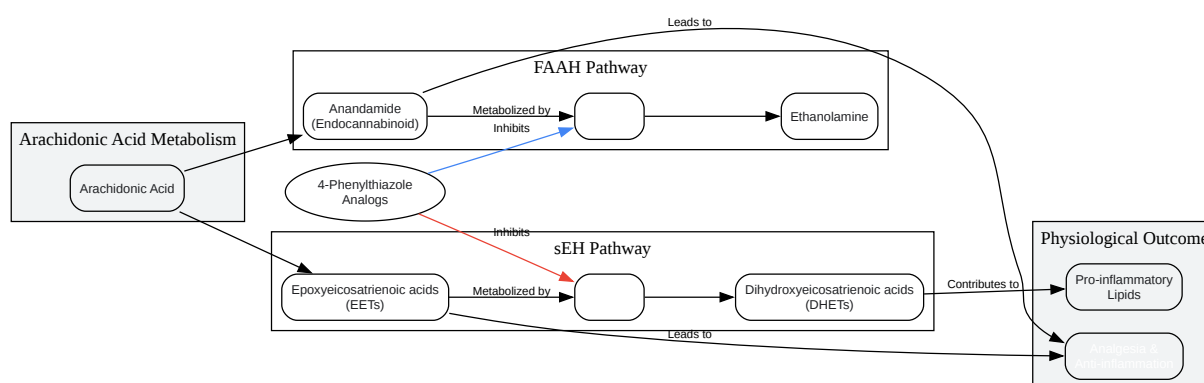 Leads to
FAAH Pathway
Anandamide
(Endocannabinoid)
Metabolized by
Ethanolamine
Inhibits
Arachidonic Acid Metabolism
Arachidonic Acid
4-Phenylthiazole
Analogs
Inhibits
sEH Pathway
Epoxyeicosatrienoic acids
(EETs)
Metabolized by
Dihydroxyeicosatrienoic acids
(DHETs)
Contributes to
Leads to
Physiological Outcome
Pro-inflammatory
Lipids
Analgesia &
Anti-inflammation